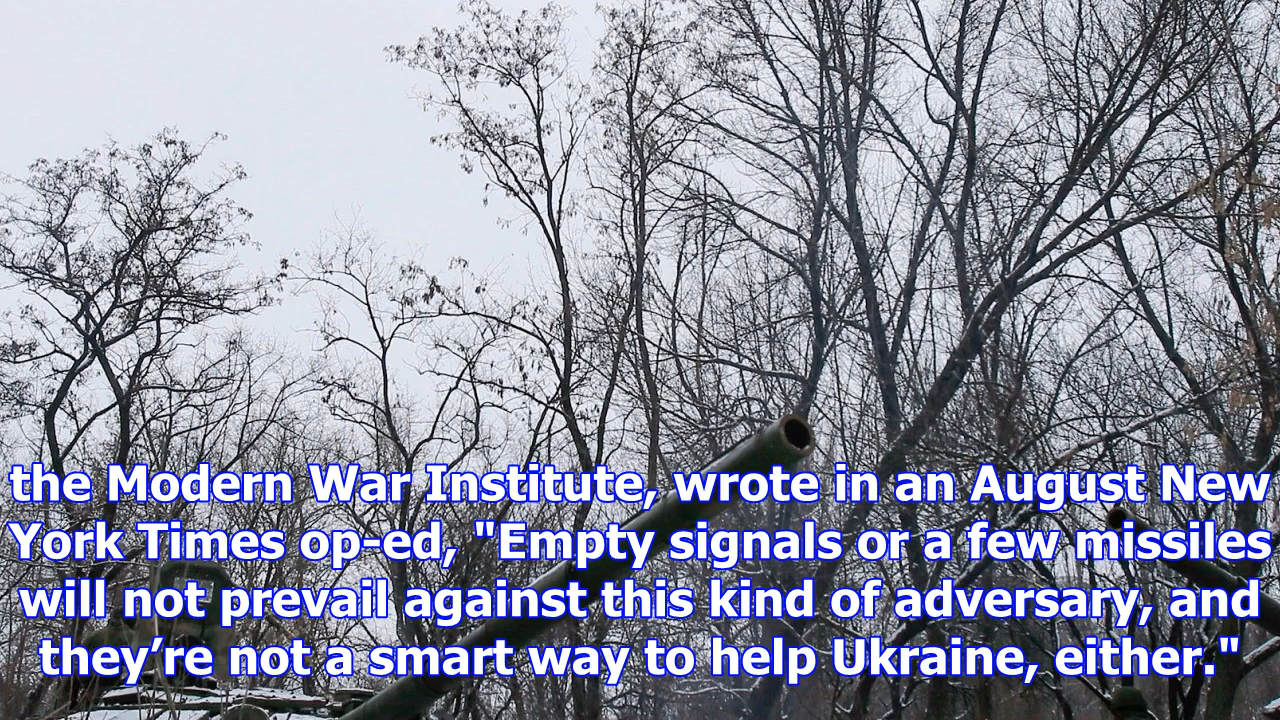 the Modern War Institute, wrote in an August New
York Times op-ed, "Empty signals or a few missiles
will not prevail against this kind of adversary, and
they’re not a smart way to help Ukraine, either."